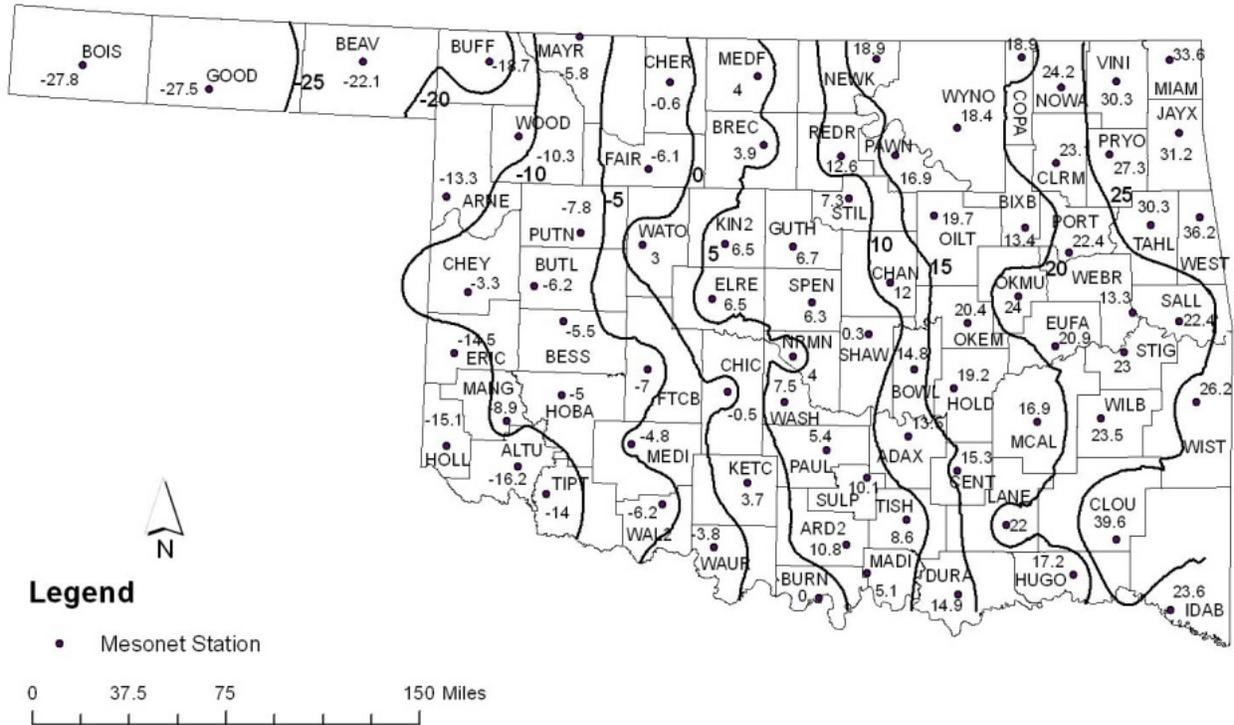 BOIS
-27.8
GOOD
-27.5
-25
BEAV
-22.1
BUFF
-18.7
-20
MAYR
-5.8
CHER
-0.6
MEDF
4
NEWK
18.9
18.9
COPA
24.2
NOWA
VINI
30.3
33.6
MIAM
WYNO
18.4
WOOD
-10.3
-10
FAIR
-6.1
0
BREC
3.9
REDR
12.6
PAWN
16.9
23.
CLRM
PRYO
27.3
JAYX
31.2
25
-13.3
ARNE
-7.8
PUTN
-5
WATO
3
KIN2
6.5
5
GUTH
6.7
7.3
STIL
10
19.7
OILT
15
BIXB
13.4
PORT
22.4
20
30.3
TAHL
36.2
WEST
CHEY
-3.3
BUTL
-6.2
ELRE
6.5
SPEN
6.3
CHAN
12
OKMU
24
WEBR
13.3
SALL
22.4
-14.5
ERIC
-5.5
BESS
NRMN
4
0.3
SHAW
14.8
BOWL
20.4
OKEM
EUFA
20.9
STIG
23
MANG
-8.9
-5
HOBA
-7
FTCB
CHIC
-0.5
7.5
WASH
19.2
HOLD
16.9
MCAL
WILB
23.5
26.2
WIST
-15.1
HOLL
ALTU
-16.2
-4.8
MEDI
KETC
3.7
5.4
PAUL
13.5
ADAX
15.3
CENT
LANE
22
CLOU
39.6
TIPT
-14
-6.2
WAL2
-3.8
WAUR
10.1
SULP
ARD2
10.8
TISH
8.6
BURN
0
MADI
5.1
DURA
14.9
17.2
HUGO
23.6
IDAB
N
Legend
Mesonet Station
0 37.5 75 150 Miles